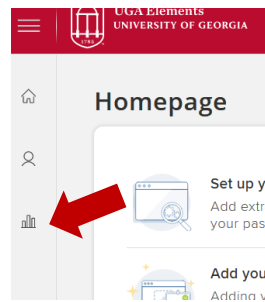 UGA Elements
UNIVERSITY OF GEORGIA
1785
Homepage
Set up y
Add extr
your pas
Add you
Adding y